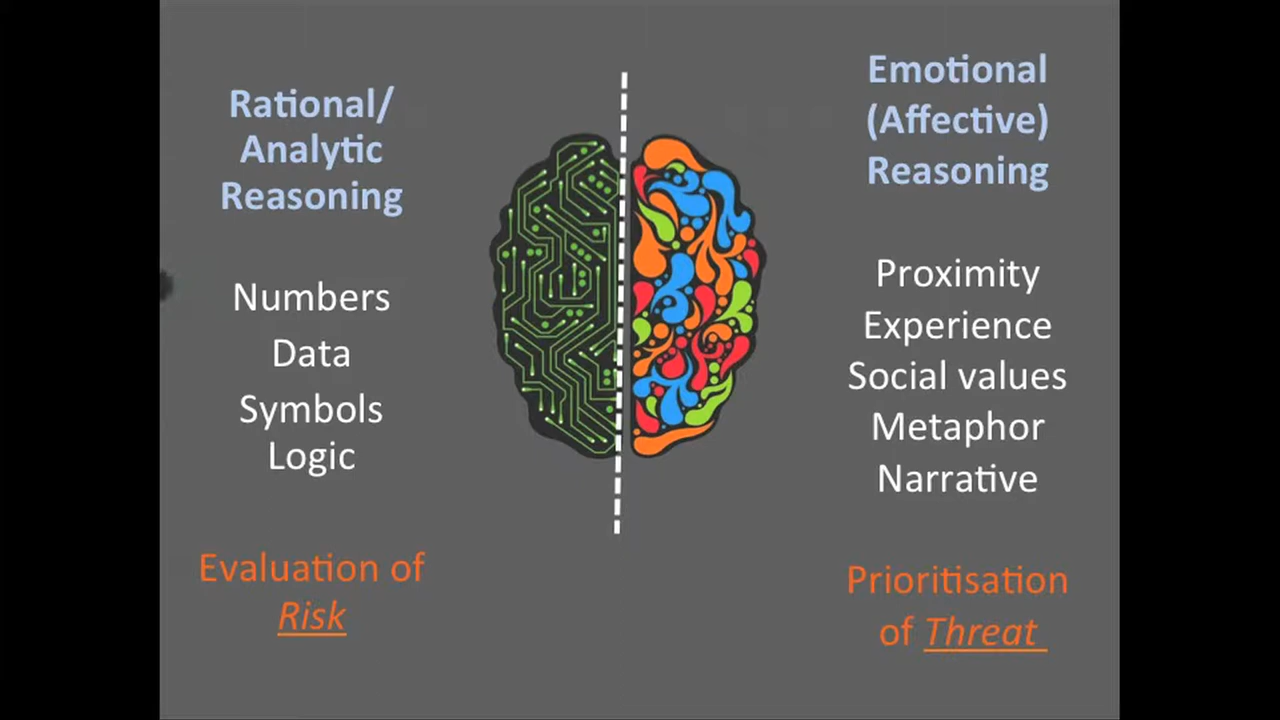 Rational/
Analytic
Reasoning
Numbers
Data
Symbols
Logic
Evaluation of
Risk
Emotional
(Affective)
Reasoning
Proximity
Experience
Social values
Metaphor
Narrative
Prioritisation
of Threat